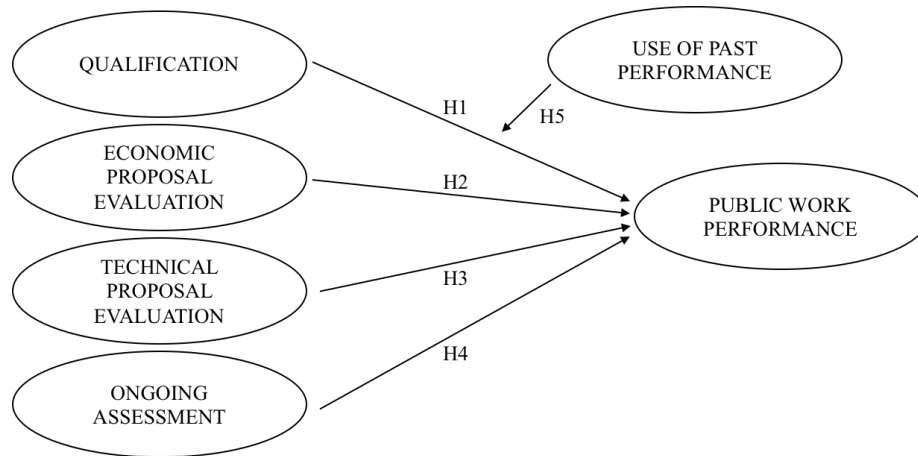 QUALIFICATION
USE OF PAST
PERFORMANCE
H1
H5
ECONOMIC
PROPOSAL
EVALUATION
H2
PUBLIC WORK
PERFORMANCE
TECHNICAL
PROPOSAL
EVALUATION
H3
H4
ONGOING
ASSESSMENT